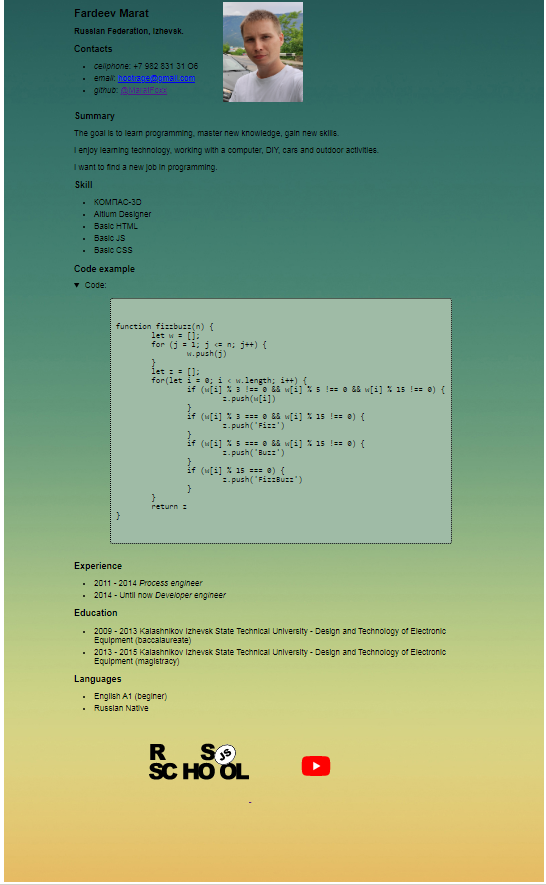 Fardeev Marat
Russian Federation, Izhevsk.
Contacts
cellphone: +7 982 831 31 06
email:
github: @MaratFoxx
Summary
The goal is to learn programming, master new knowledge, gain new skills.
I enjoy learning technology, working with a computer, DIY, cars and outdoor activities.
I want to find a new job in programming.
Skill
КОМПАС-3D
Altium Designer
Basic HTML
Basic JS
Basic CSS
Code example
▼ Code:
function fizzbuzz(n) {
let w = [];
for (j = 1; j <= n; j++) {
w.push(j)
}
let z = [];
for(let i = 0; i < w.length; i++) {
if (w[i] % 3 !== 0 && w[i] % 5 !== 0 && w[i] % 15 !== 0) {
z.push(w[i])
}
if (w[i] % 3 === 0 && w[i] % 15 !== 0) {
z.push('Fizz')
}
if (w[i] % 5 === 0 && w[i] % 15 !== 0) {
z.push('Buzz')
}
if (w[i] % 15 === 0) {
z.push('FizzBuzz')
}
}
return z
}
Experience
2011 - 2014 Process engineer
2014 - Until now Developer engineer
Education
2009 - 2013 Kalashnikov Izhevsk State Technical University - Design and Technology of Electronic
Equipment (baccalaureate)
2013 - 2015 Kalashnikov Izhevsk State Technical University - Design and Technology of Electronic
Equipment (magistracy)
Languages
English A1 (beginer)
Russian Native
R S JS
SCHOOL